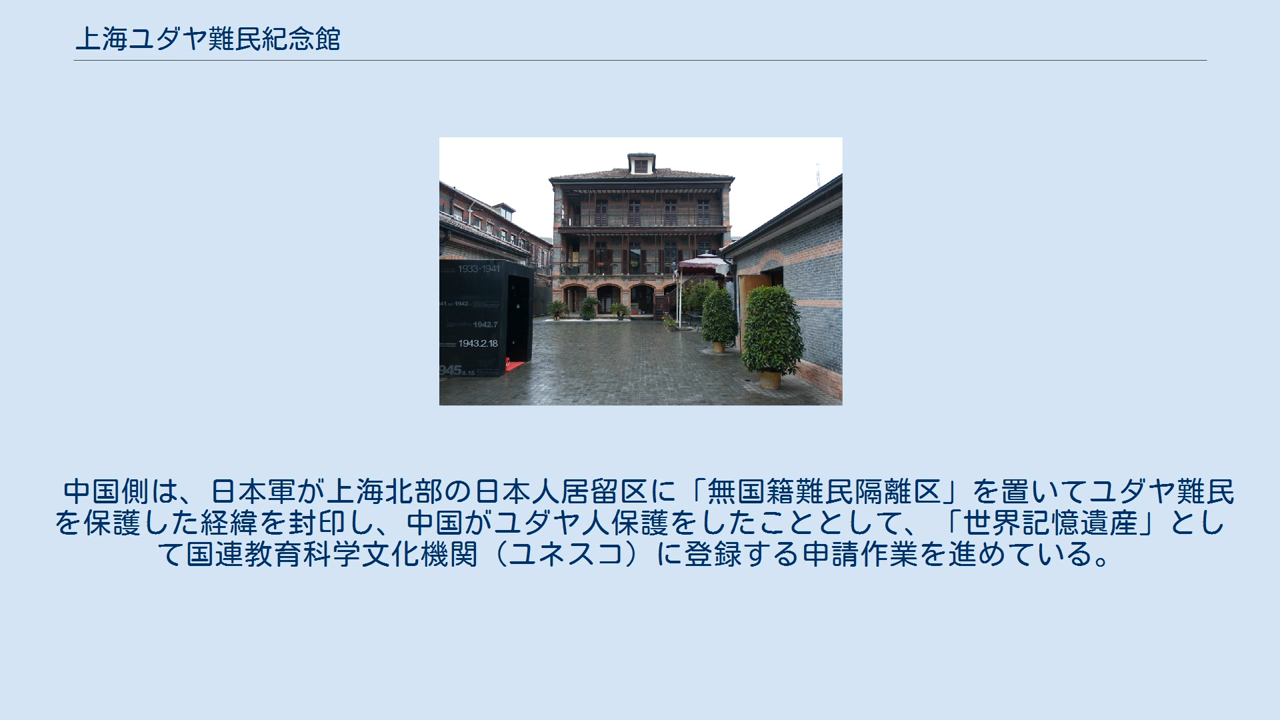 上海ユダヤ難民紀念館
1933-1941
1942.7
1943.2.18
945
中国側は、日本軍が上海北部の日本人居留区に「無国籍難民隔離区」を置いてユダヤ難民
を保護した経緯を封印し、中国がユダヤ人保護をしたこととして、「世界記憶遺産」とし
て国連教育科学文化機関（ユネスコ）に登録する申請作業を進めている。